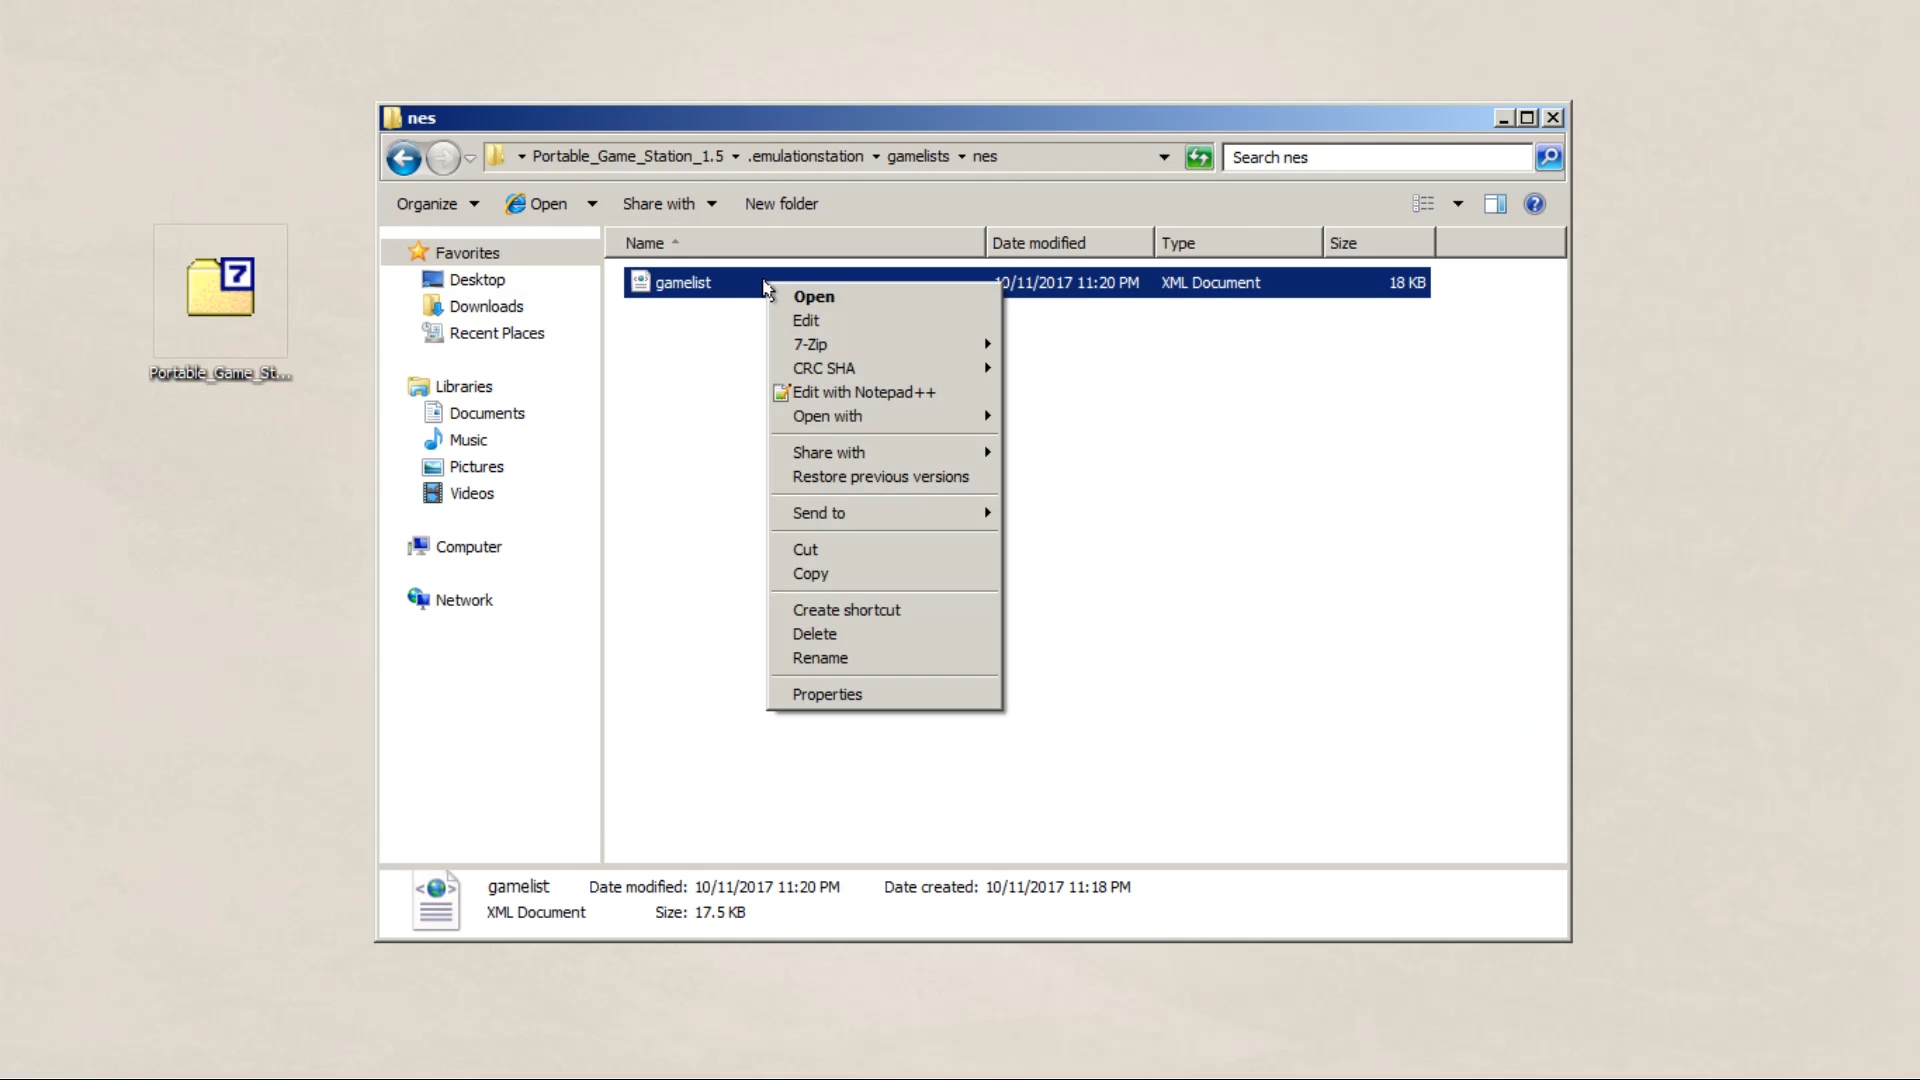 nes
Portable_Game_Station_1.5 .emulationstation gamelists nes
Search nes
Organize Open Share with New folder
Name Date modified Type Size
gamelist 10/11/2017 11:20 PM XML Document 18 KB
Favorites
Desktop
Downloads
Recent Places
Libraries
Documents
Music
Pictures
Videos
Computer
Network
Open
Edit
7-Zip
CRC SHA
Edit with Notepad++
Open with
Share with
Restore previous versions
Send to
Cut
Copy
Create shortcut
Delete
Rename
Properties
7
Portable_Game_St...
gamelist Date modified: 10/11/2017 11:20 PM Date created: 10/11/2017 11:18 PM
XML Document Size: 17.5 KB